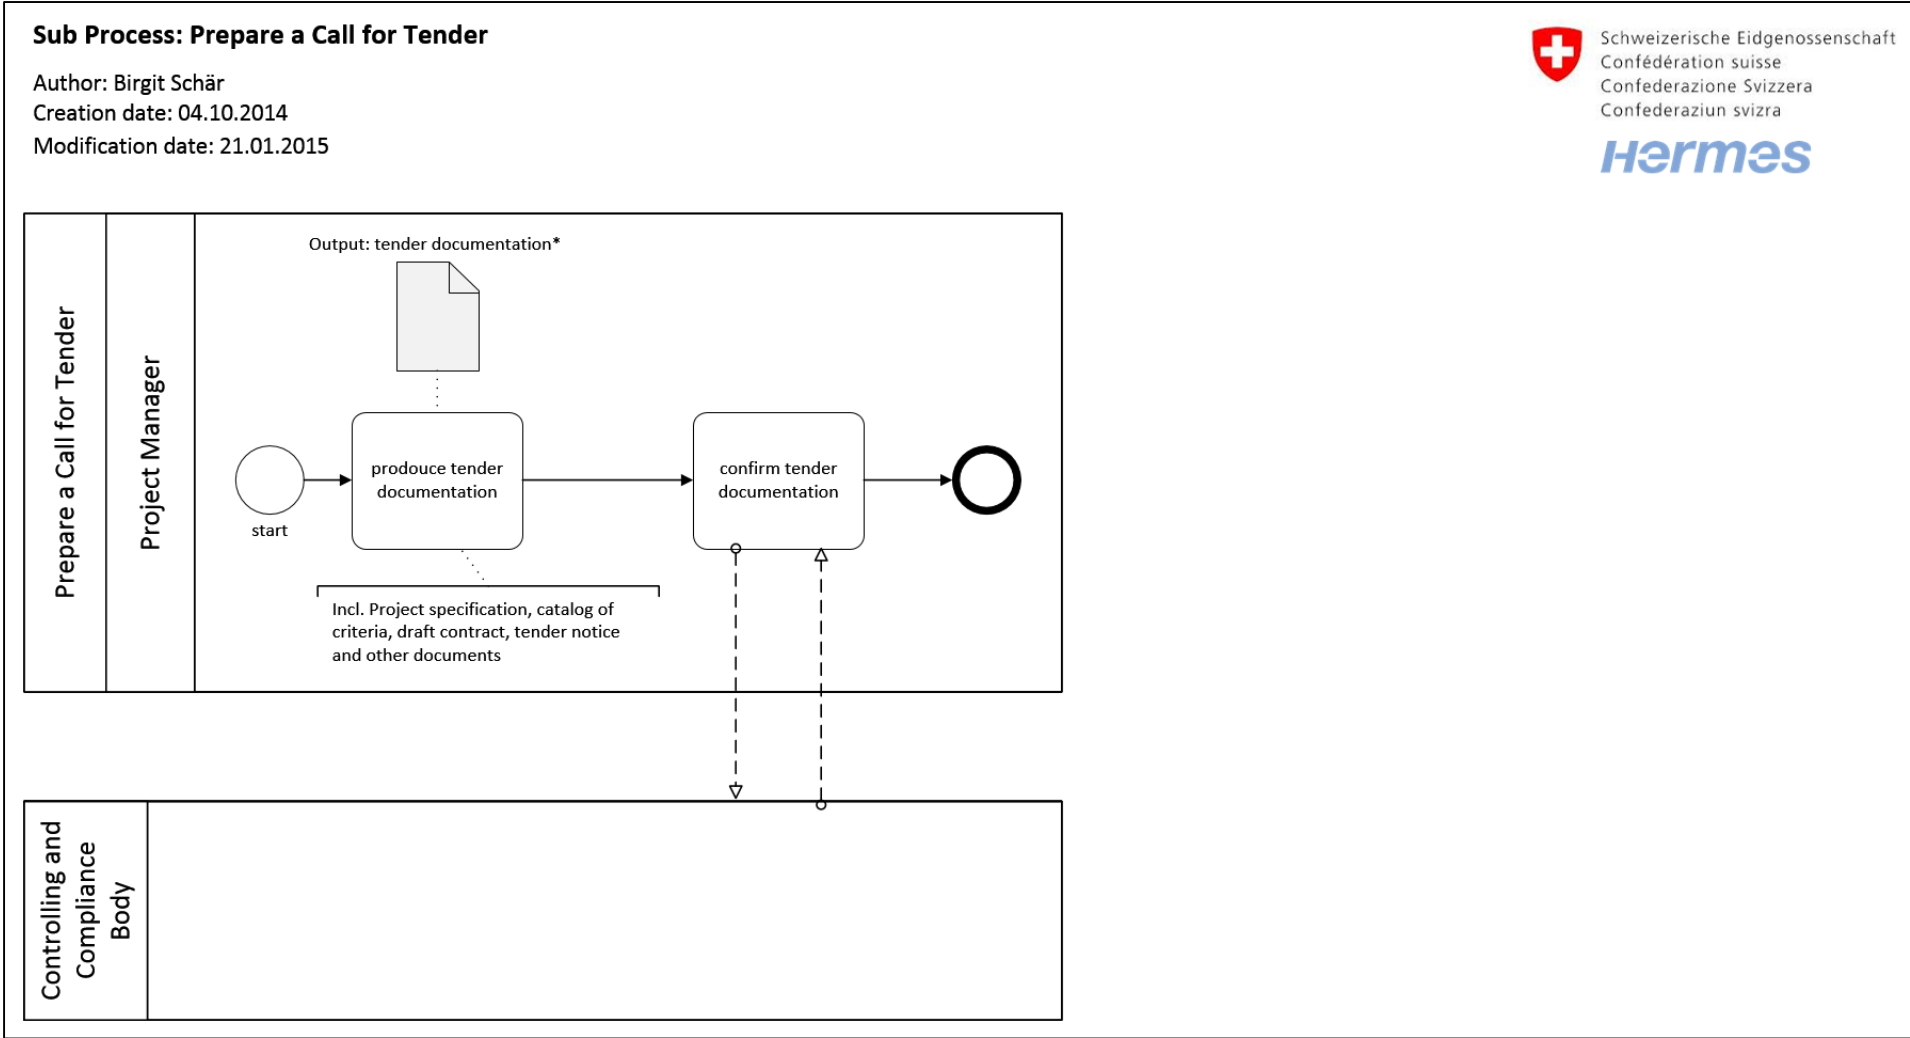 Sub Process: Prepare a Call for Tender
Author: Birgit Schär
Creation date: 04.10.2014
Modification date: 21.01.2015
Schweizerische Eidgenossenschaft
Confédération suisse
Confederazione Svizzera
Confederaziun svizra
Hermes
Prepare a Call for Tender
Project Manager
Output: tender documentation*
start
prodouce tender
documentation
confirm tender
documentation
Incl. Project specification, catalog of
criteria, draft contract, tender notice
and other documents
Controlling and
Compliance
Body